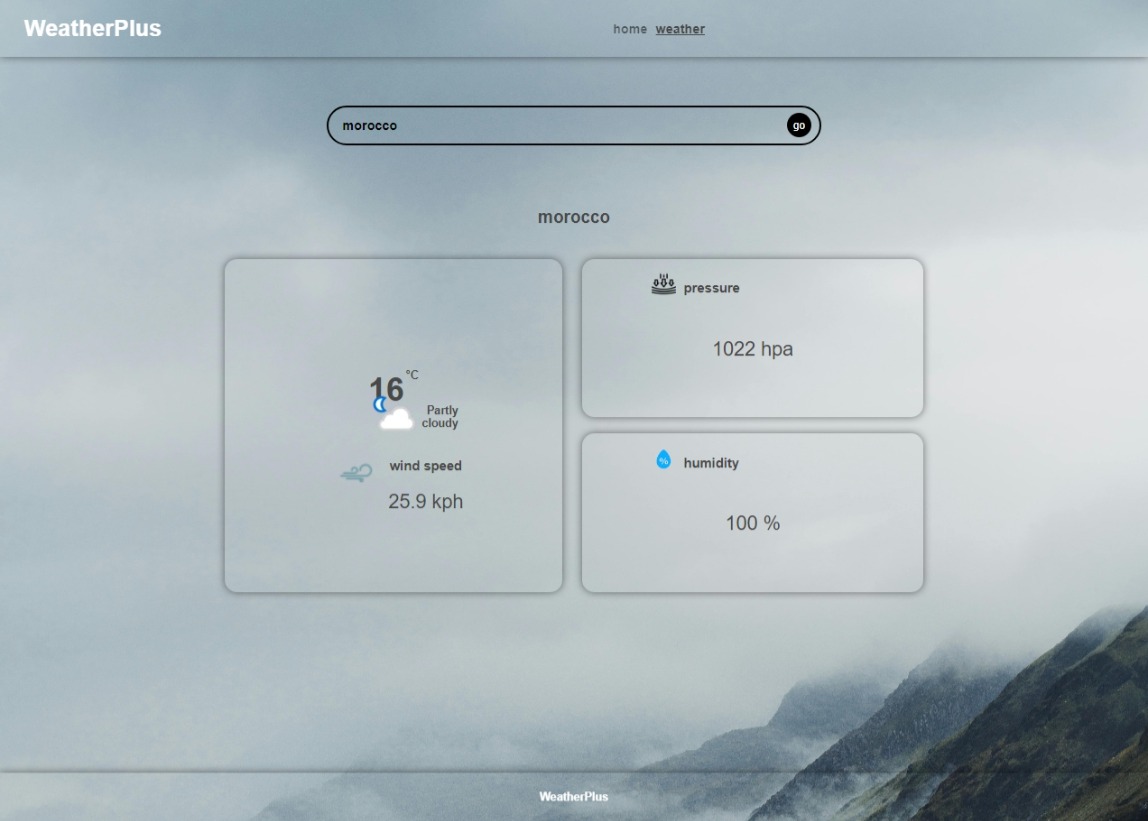 WeatherPlus
home weather
morocco
go
morocco
16 °C
Partly
cloudy
wind speed
25.9 kph
pressure
1022 hpa
%
humidity
100 %
WeatherPlus